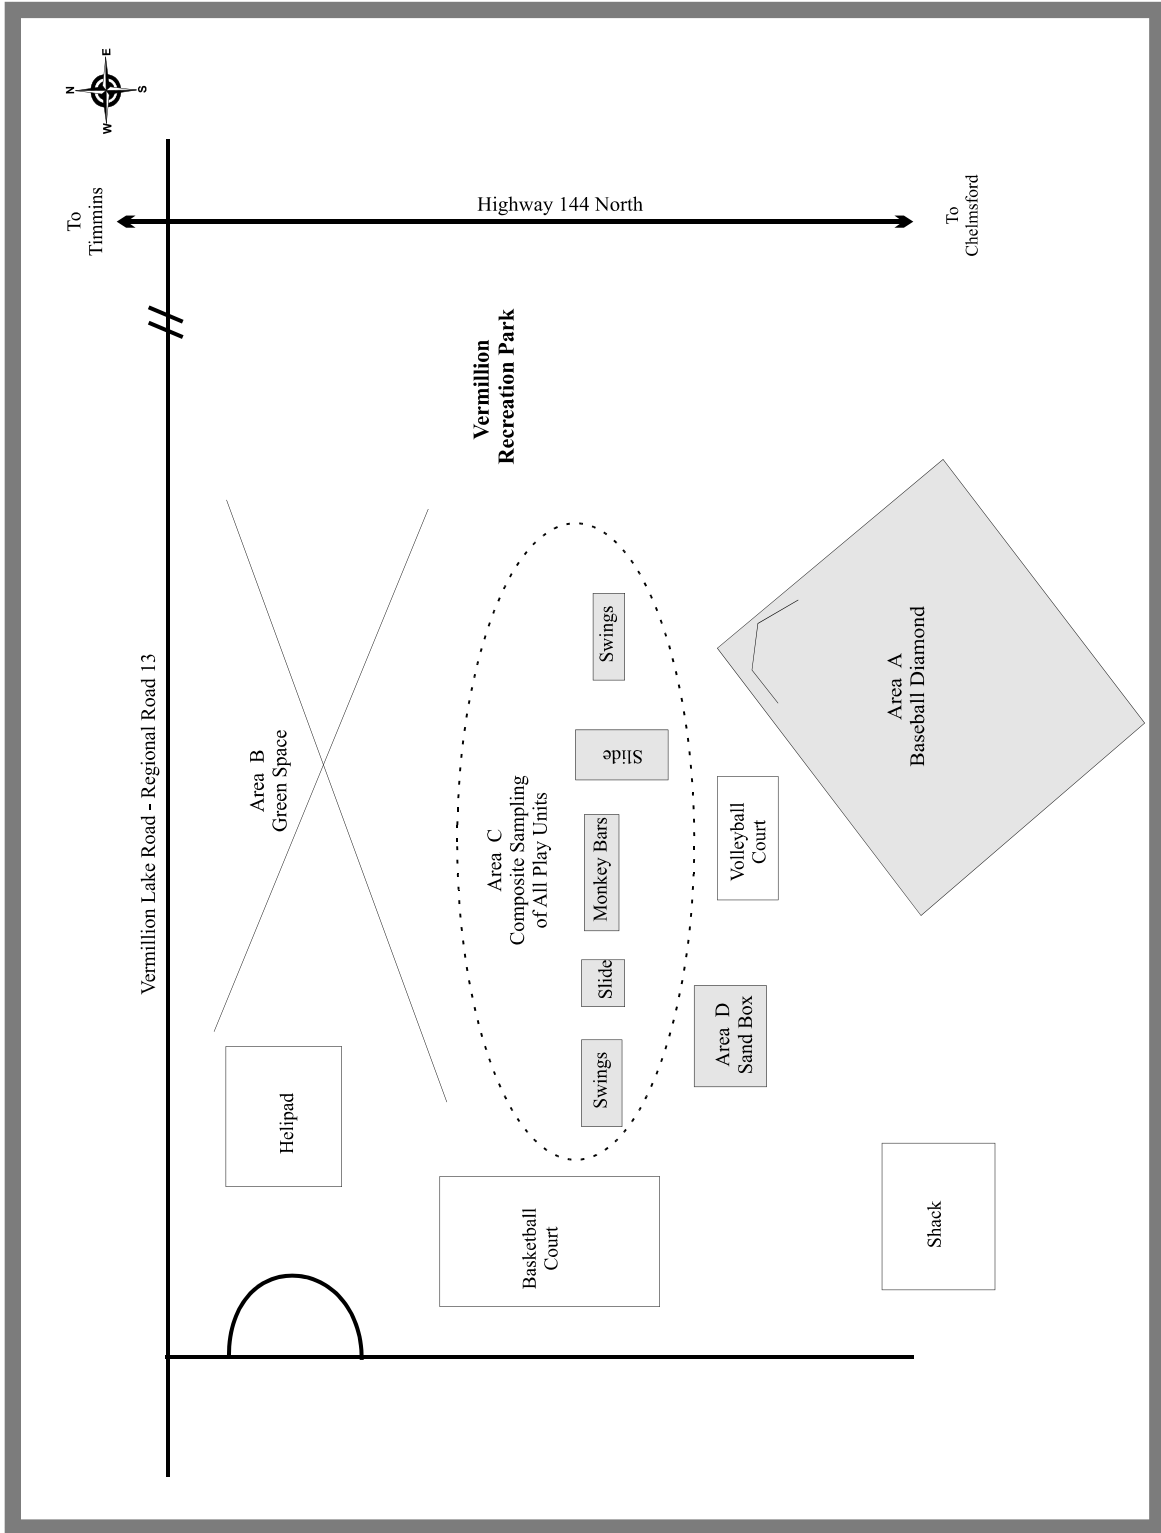 N
E
S
W
To
Timmins
Highway 144 North
To
Chelmsford
Vermillion Lake Road - Regional Road 13
Vermillion
Recreation Park
Area B
Green Space
Area C
Composite Sampling
of All Play Units
Swings
Slide
Monkey Bars
Slide
Swings
Area A
Baseball Diamond
Volleyball
Court
Area D
Sand Box
Helipad
Basketball
Court
Shack